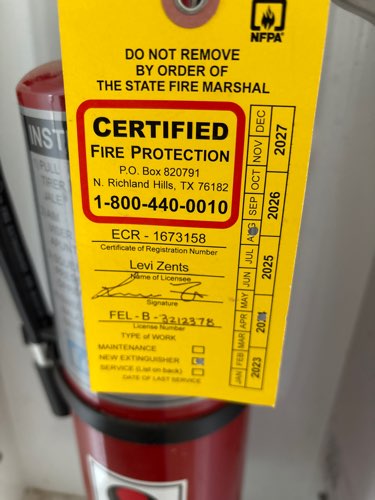 NFPA®
DO NOT REMOVE
BY ORDER OF
THE STATE FIRE MARSHAL
CERTIFIED
FIRE PROTECTION
P.O. Box 820791
N. Richland Hills, TX 76182
1-800-440-0010
ECR - 1673158
Certificate of Registration Number
Levi Zents
Name of Licensee
Signature
FEL-B-3212378
License Number
TYPE of WORK
MAINTENANCE
NEW EXTINGUISHER
SERVICE (List on back)
DATE OF LAST SERVICE
JAN FEB MAR APR MAY JUN JUL AUG SEP OCT NOV DEC
2023 2024 2025 2026 2027
INST
PULL